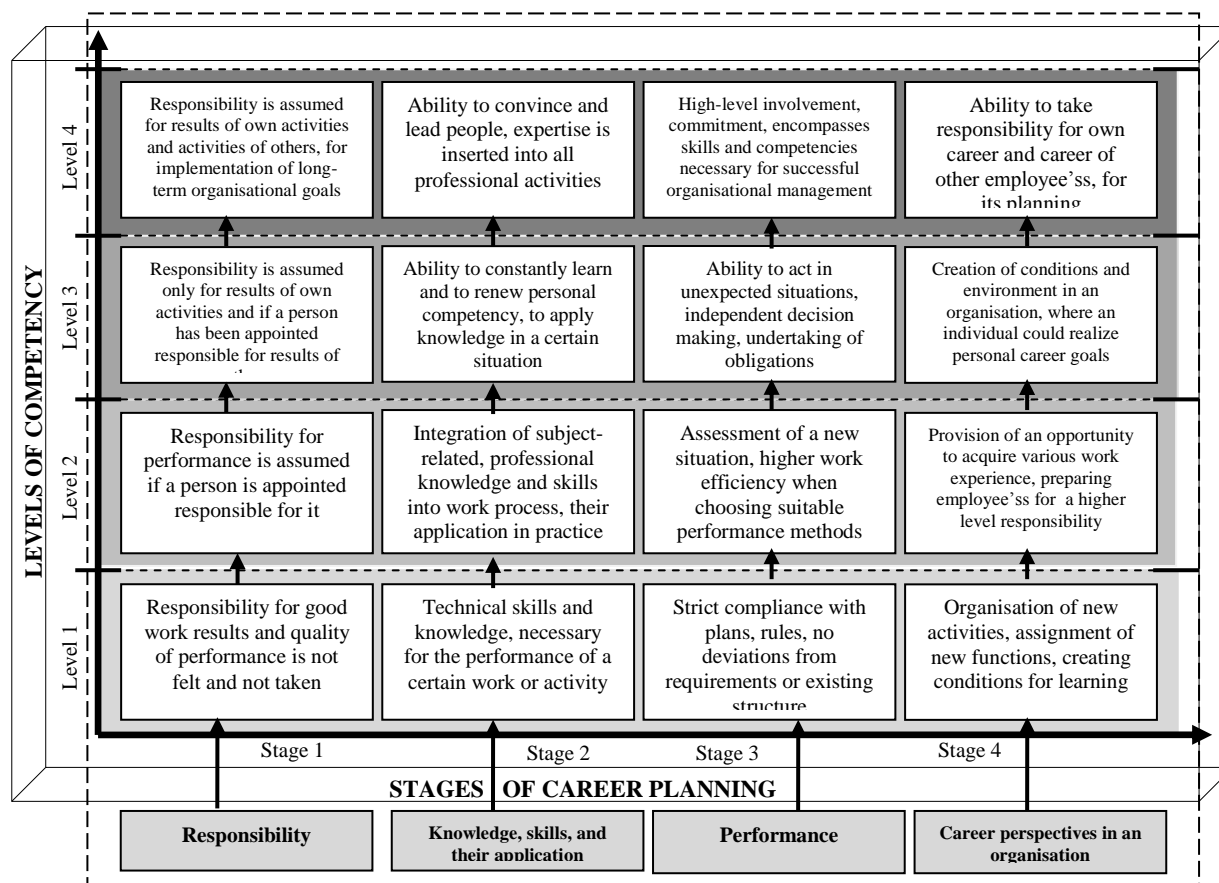 LEVELS OF COMPETENCY
Level 4
Responsibility is assumed
for results of own activities
and activities of others, for
implementation of long-
term organisational goals
Ability to convince and
lead people, expertise is
inserted into all
professional activities
High-level involvement,
commitment, encompasses
skills and competencies
necessary for successful
organisational management
Ability to take
responsibility for own
career and career of
other employee'ss, for
its planning
Level 3
Responsibility is assumed
only for results of own
activities and if a person
has been appointed
responsible for results of
Ability to constantly learn
and to renew personal
competency, to apply
knowledge in a certain
situation
Ability to act in
unexpected situations,
independent decision
making, undertaking of
obligations
Creation of conditions and
environment in an
organisation, where an
individual could realize
personal career goals
Level 2
Responsibility for
performance is assumed
if a person is appointed
responsible for it
Integration of subject-
related, professional
knowledge and skills
into work process, their
application in practice
Assessment of a new
situation, higher work
efficiency when
choosing suitable
performance methods
Provision of an opportunity
to acquire various work
experience, preparing
employee'ss for a higher
level responsibility
Level 1
Responsibility for good
work results and quality
of performance is not
felt and not taken
Technical skills and
knowledge, necessary
for the performance of a
certain work or activity
Strict compliance with
plans, rules, no
deviations from
requirements or existing
structure
Organisation of new
activities, assignment of
new functions, creating
conditions for learning
Stage 1
Stage 2
Stage 3
Stage 4
STAGES OF CAREER PLANNING
Responsibility
Knowledge, skills, and
their application
Performance
Career perspectives in an
organisation